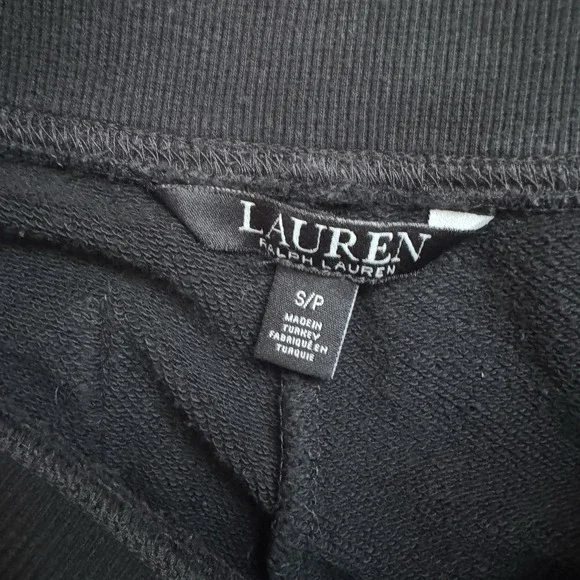 LAUREN
RALPH LAUREN
S/P
MADE IN
TURKEY
FABRIQUÉ EN
TURQUIE